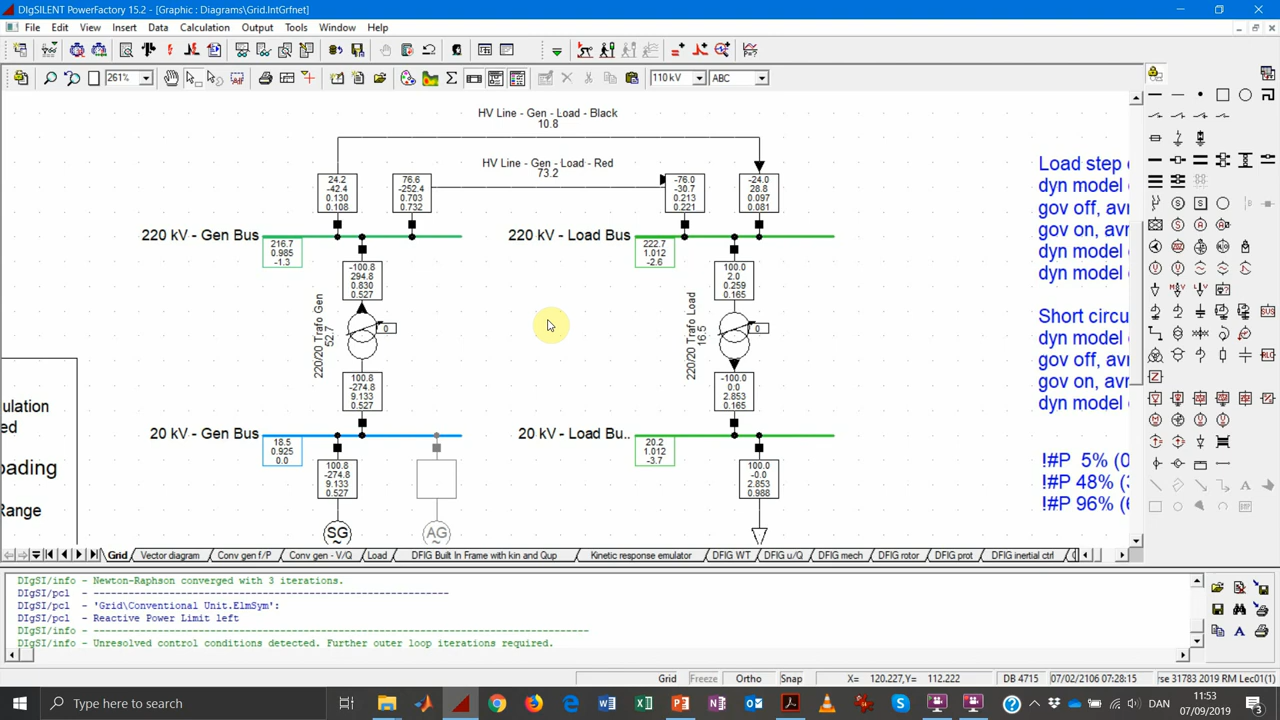 DIgSILENT PowerFactory 15.2 - [Graphic : Diagrams\Grid.IntGrfnet]
File Edit View Insert Data Calculation Output Tools Window Help
261% 110 kV ABC
HV Line - Gen - Load - Black
10.8
HV Line - Gen - Load - Red
73.2
24.2
-42.4
0.130
0.108
76.6
-252.4
0.703
0.732
-76.0
-30.7
0.213
0.221
-24.0
28.8
0.097
0.081
220 kV - Gen Bus
216.7
0.985
-1.3
220 kV - Load Bus
222.7
1.012
-2.6
-100.8
294.8
0.830
0.527
100.0
2.0
0.259
0.165
220/20 Trafo Gen
52.7
0
220/20 Trafo Load
16.5
0
100.8
-274.8
9.133
0.527
-100.0
0.0
2.853
0.165
20 kV - Gen Bus
18.5
0.925
0.0
20 kV - Load Bu..
20.2
1.012
-3.7
100.8
-274.8
9.133
0.527
100.0
-0.0
2.853
0.988
SG
AG
ulation
ed
oading
Range
Load step
dyn model
gov off, avr
gov on, avr
dyn model
dyn model
Short circu
dyn model
gov off, avr
gov on, avr
dyn model
!#P 5% (0
!#P 48% (3
!#P 96% (6
Grid Vector diagram Conv gen f/P Conv gen - V/Q Load DFIG Built In Frame with kin and Qup Kinetic response emulator DFIG WT DFIG u/Q DFIG mech DFIG rotor DFIG prot DFIG inertial ctrl
DIgSI/info - Newton-Raphson converged with 3 iterations.
DIgSI/pcl - ------------------------------------------------
DIgSI/pcl - 'Grid\Conventional Unit.ElmSym':
DIgSI/pcl - Reactive Power Limit left
DIgSI/info - --------------------------------------------------------------------
DIgSI/info - Unresolved control conditions detected. Further outer loop iterations required.
Grid Freeze Ortho Snap X= 120.227,Y= 112.222 DB 4715 07/02/2106 07:28:15 rse 31783 2019 RM Lec01(1)
Type here to search
DAN
11:53
07/09/2019
3